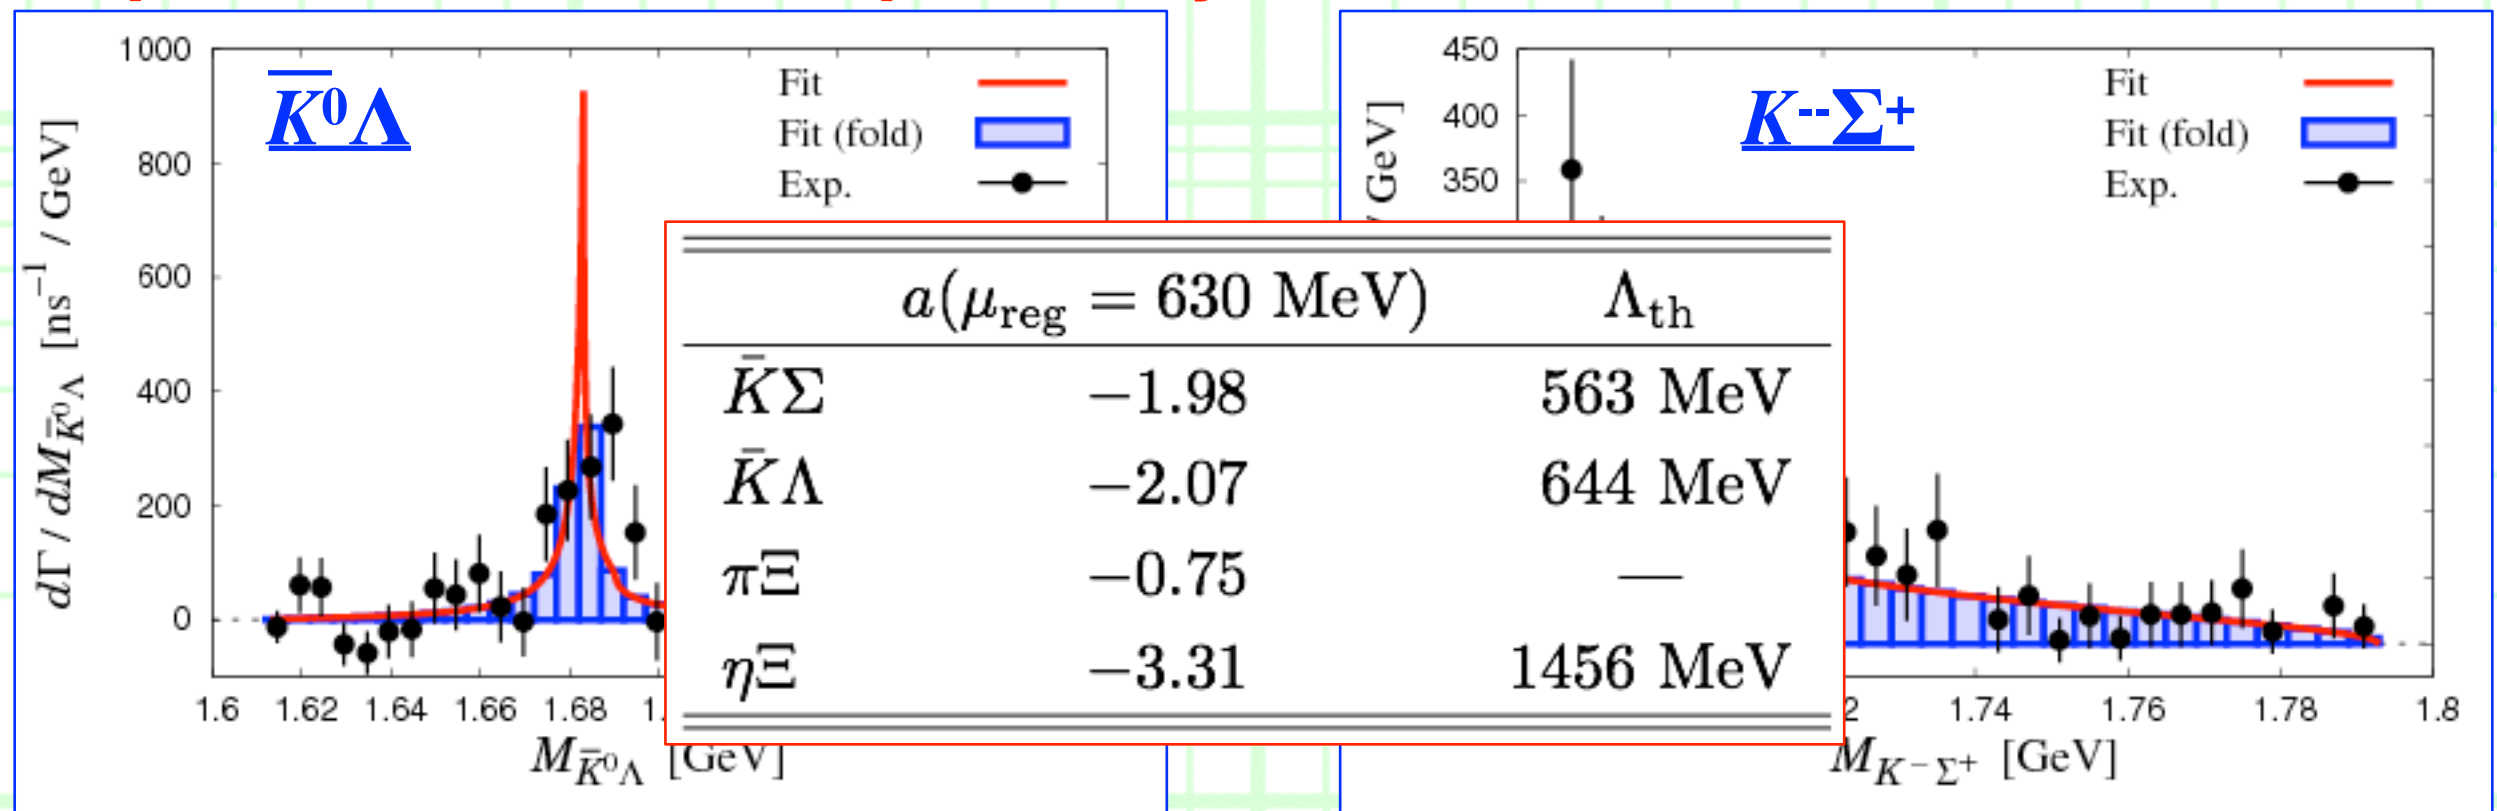 1000
800
600
400
200
0
dΓ / dM_K̄⁰Λ [ns⁻¹ / GeV]
K̄⁰Λ
Fit
Fit (fold)
Exp.
1.6 1.62 1.64 1.66 1.68
M_K̄⁰Λ [GeV]
450
400
350
/ GeV]
K⁻⁻Σ⁺
Fit
Fit (fold)
Exp.
1.74 1.76 1.78 1.8
M_K⁻Σ⁺ [GeV]
a(μ_reg = 630 MeV) Λ_th
K̄Σ −1.98 563 MeV
K̄Λ −2.07 644 MeV
πΞ −0.75 —
ηΞ −3.31 1456 MeV